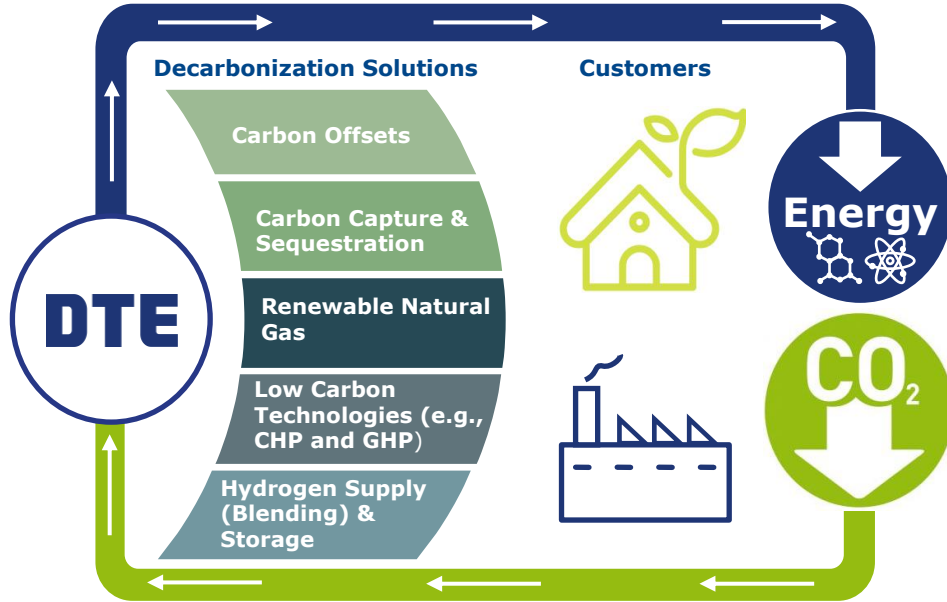 Decarbonization Solutions
Customers
Carbon Offsets
Carbon Capture &
Sequestration
Renewable Natural
Gas
Low Carbon
Technologies (e.g.,
CHP and GHP)
Hydrogen Supply
(Blending) &
Storage
DTE
Energy
CO₂